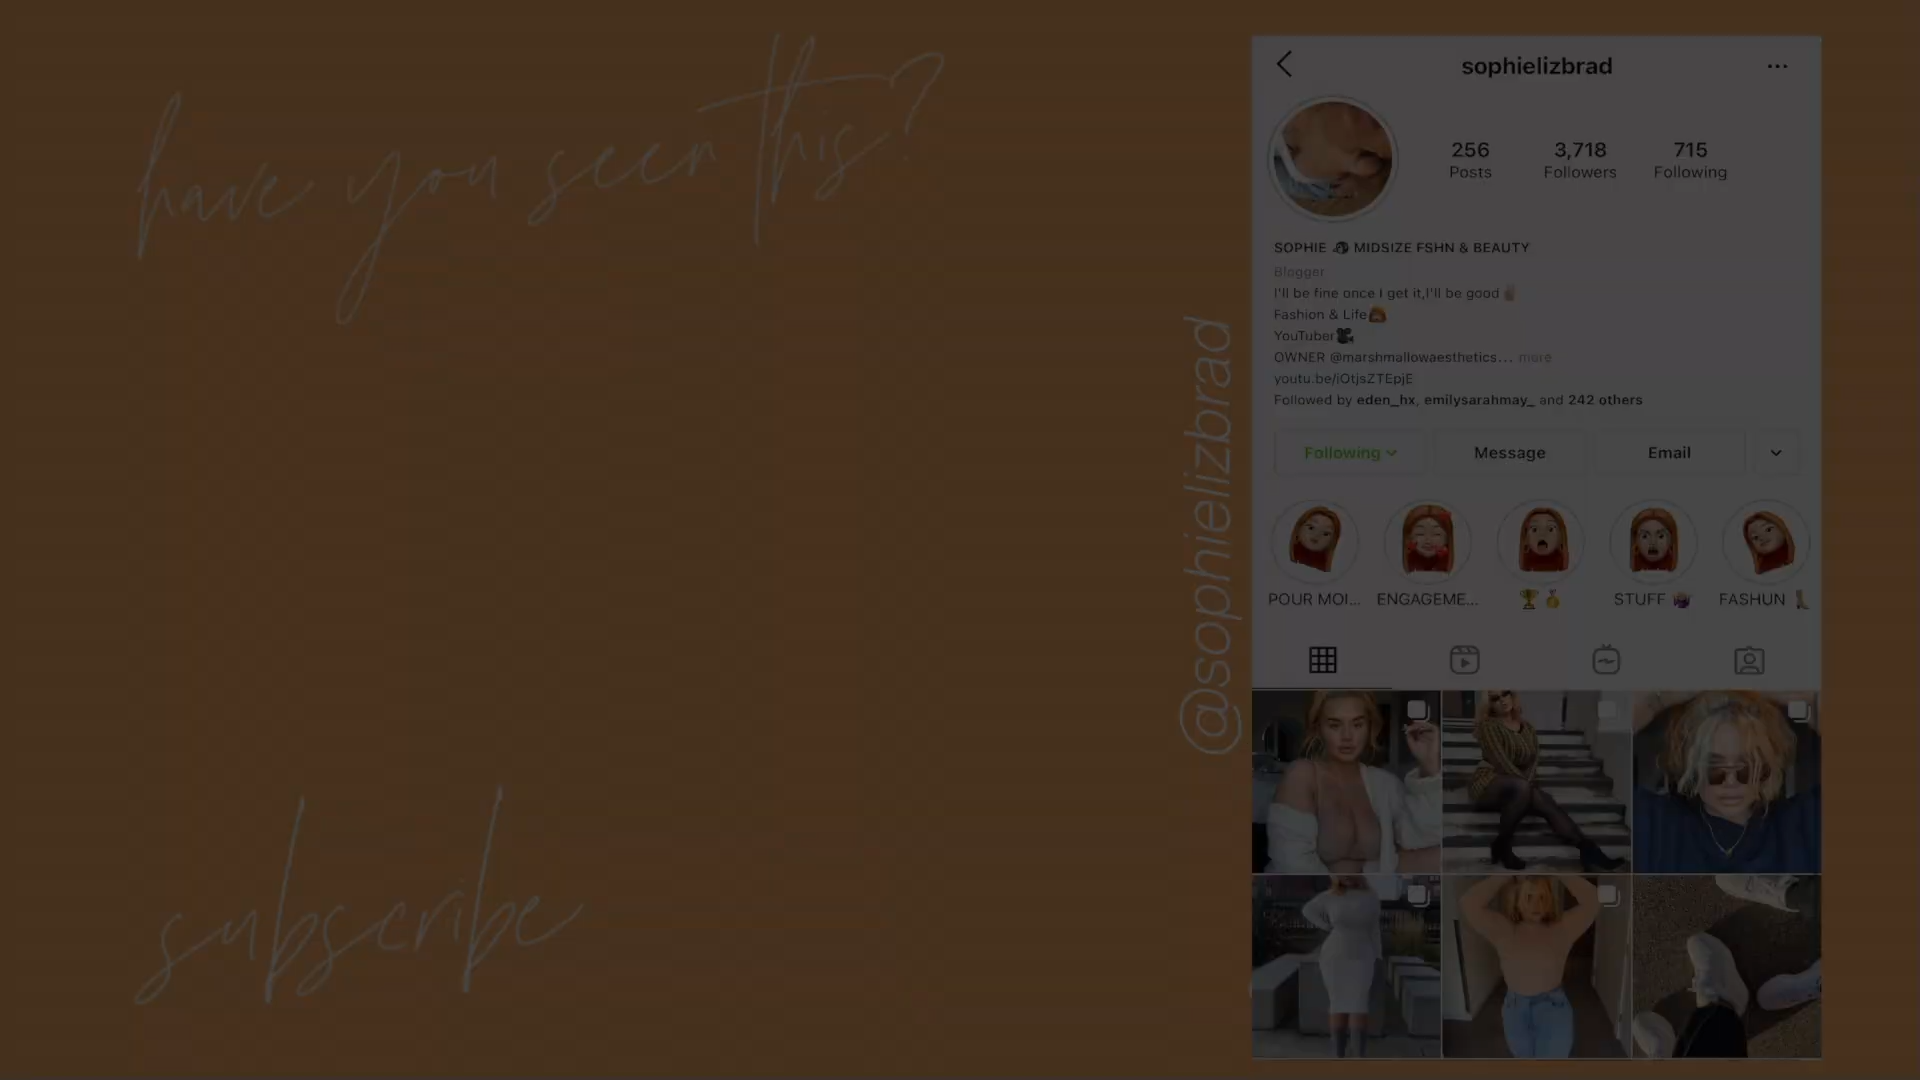 have you seen this?
subscribe
@sophielizbrad
sophielizbrad
256 3,718 715
Posts Followers Following
SOPHIE MIDSIZE FSHN & BEAUTY
Blogger
I'll be fine once I get it,I'll be good
Fashion & Life
YouTuber
OWNER @marshmallowaesthetics... more
youtu.be/iOtjsZTEpjE
Followed by eden_hx, emilysarahmay_ and 242 others
Following Message Email
POUR MOI... ENGAGEME... STUFF FASHUN